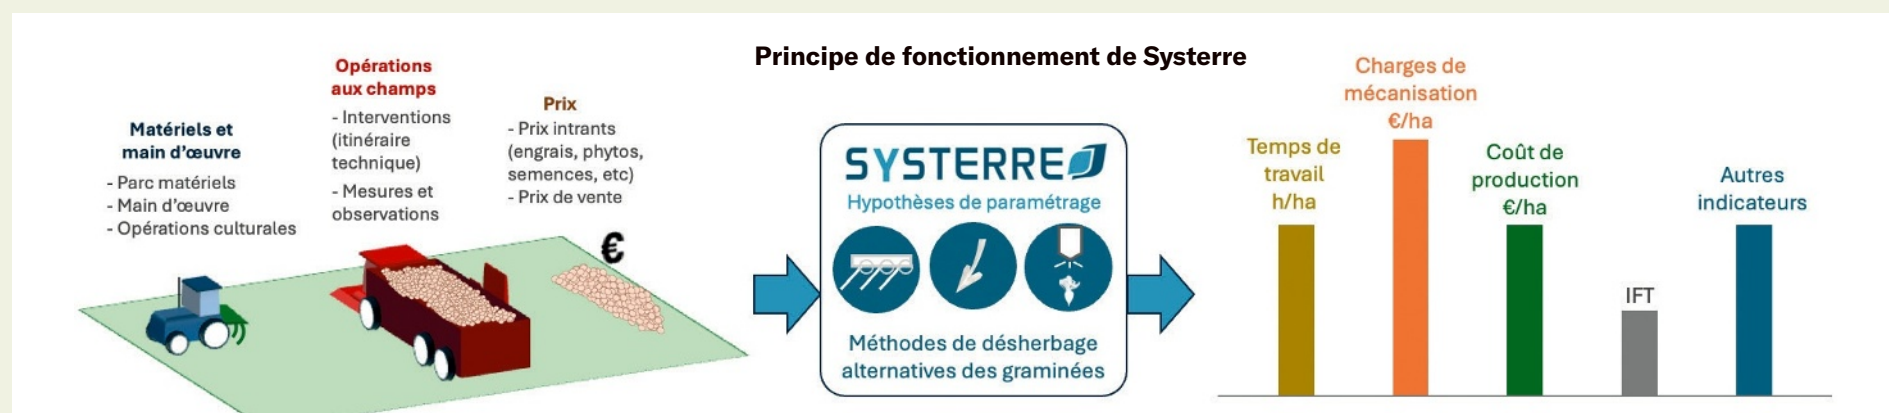 Principe de fonctionnement de Systerre
Matériels et
main d'œuvre
- Parc matériels
- Main d'œuvre
- Opérations culturales
Opérations
aux champs
- Interventions
(itinéraire
technique)
- Mesures et
observations
Prix
- Prix intrants
(engrais, phytos,
semences, etc)
- Prix de vente
€
SYSTERRE
Hypothèses de paramétrage
Méthodes de désherbage
alternatives des graminées
Temps de
travail
h/ha
Charges de
mécanisation
€/ha
Coût de
production
€/ha
IFT
Autres
indicateurs